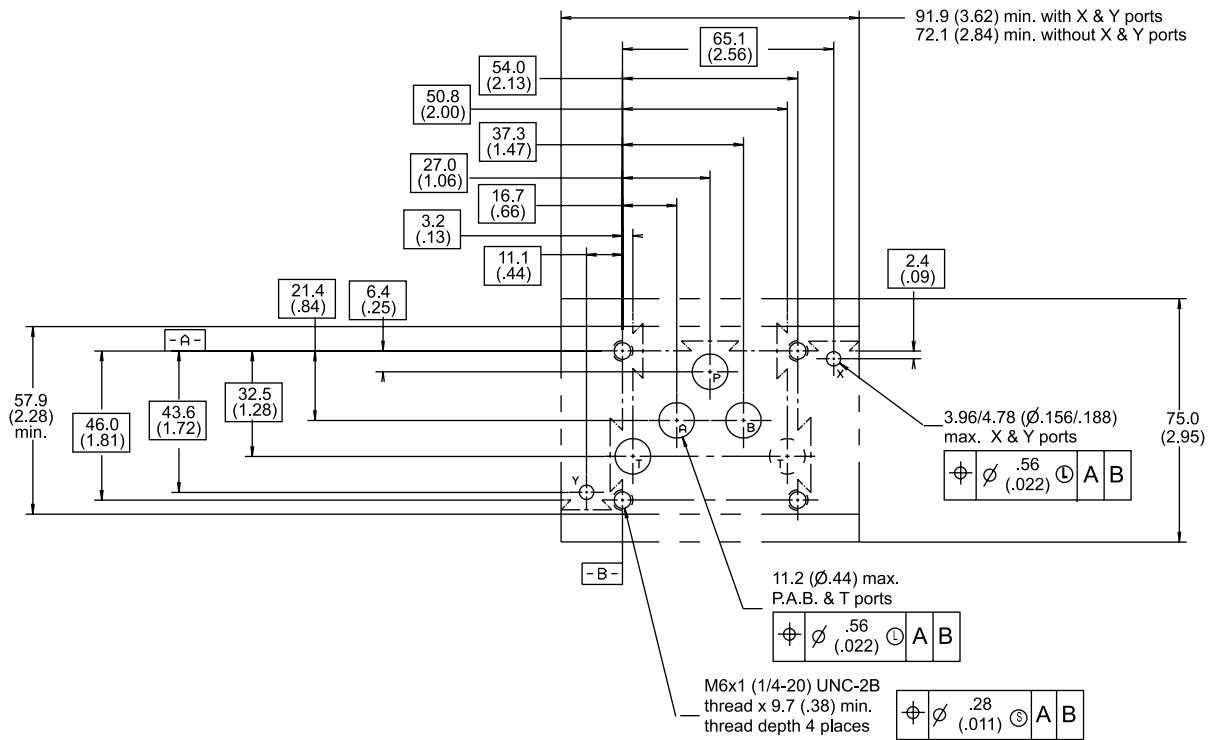 91.9 (3.62) min. with X & Y ports
72.1 (2.84) min. without X & Y ports
65.1
(2.56)
54.0
(2.13)
50.8
(2.00)
37.3
(1.47)
27.0
(1.06)
16.7
(.66)
3.2
(.13)
11.1
(.44)
2.4
(.09)
21.4
(.84)
6.4
(.25)
-A-
P
X
57.9
(2.28)
min.
46.0
(1.81)
43.6
(1.72)
32.5
(1.28)
A
B
3.96/4.78 (Ø.156/.188)
max. X & Y ports
75.0
(2.95)
T
T
Y
⌖ Ø .56 Ⓛ A B
(.022)
-B-
11.2 (Ø.44) max.
P.A.B. & T ports
⌖ Ø .56 Ⓛ A B
(.022)
M6x1 (1/4-20) UNC-2B
thread x 9.7 (.38) min.
thread depth 4 places
⌖ Ø .28 Ⓢ A B
(.011)